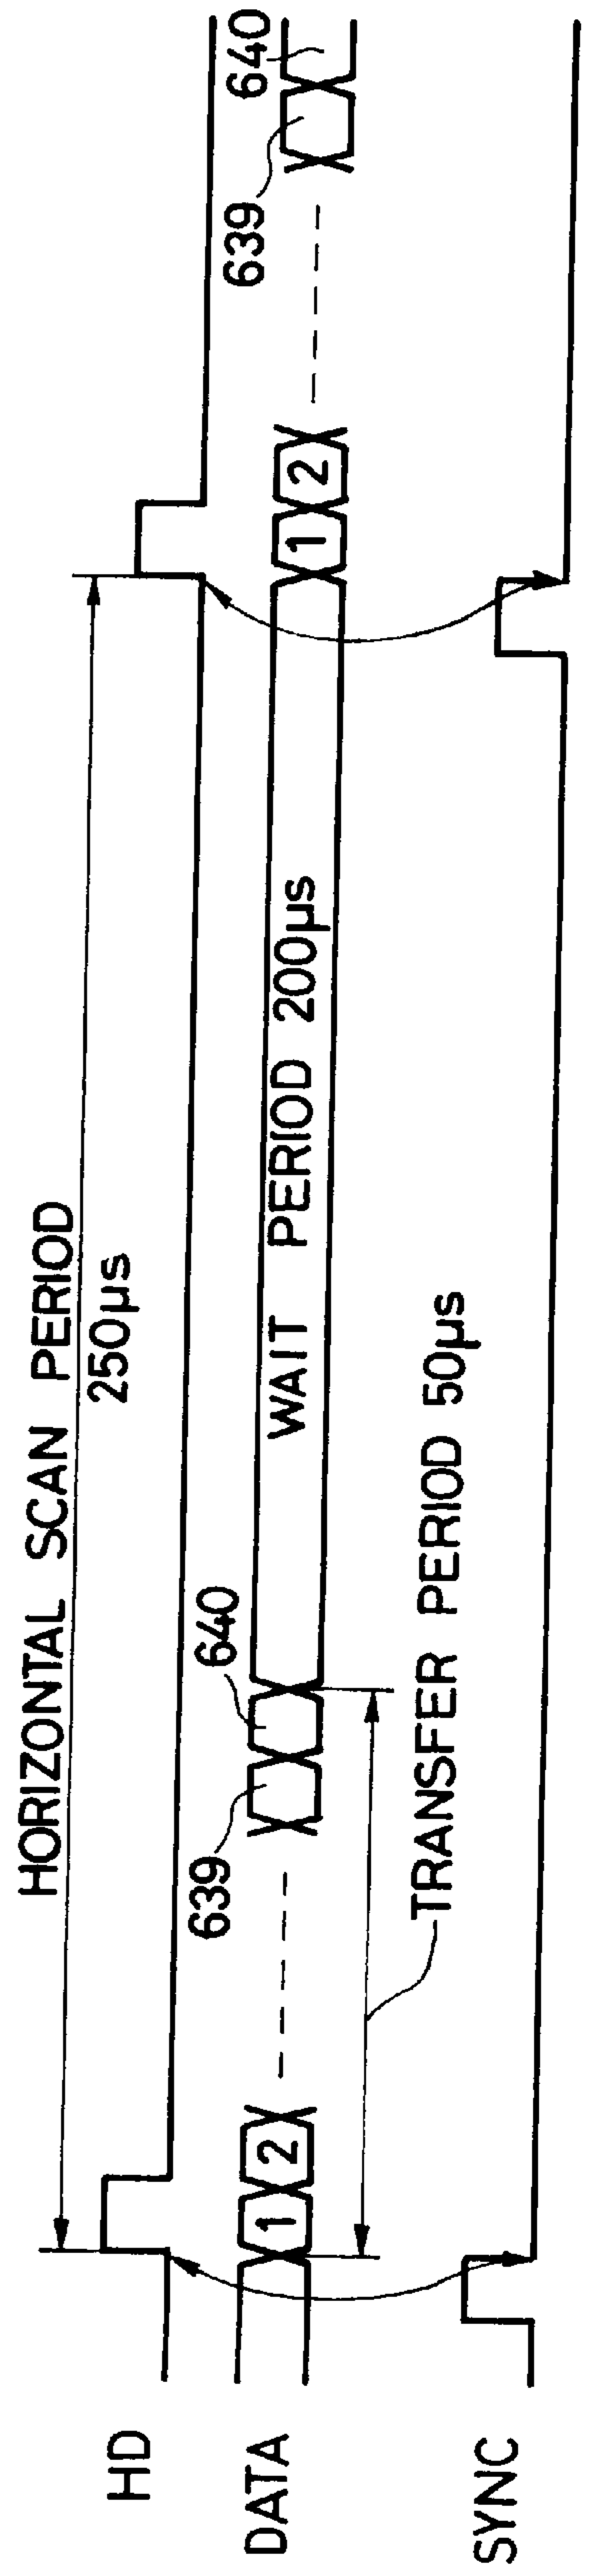 HORIZONTAL SCAN PERIOD
250µs
HD
DATA
1
2
639
640
WAIT PERIOD 200µs
1
2
639
640
TRANSFER PERIOD 50µs
SYNC